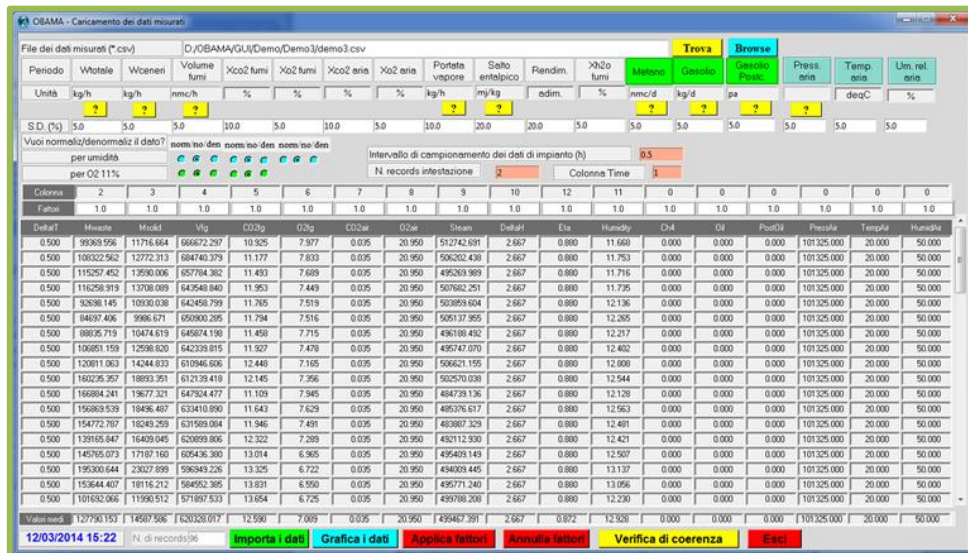 OBAMA - Caricamento dei dati misurati
File dei dati misurati (*.csv) D:/OBAMA/GUI/Demo/Demo3/demo3.csv Trova Browse
Periodo Wtotale Wceneri Volume fumi Xco2 fumi Xo2 fumi Xco2 aria Xo2 aria Portata vapore Salto entalpico Rendim. Xh2o fumi Metano Gasolio Gasolio Postc. Press. aria Temp. aria Um. rel. aria
Unità kg/h kg/h nmc/h % % % % kg/h mj/kg adim. % nmc/d kg/d pa degC %
? ? ? ? ? ? ? ?
S.D. (%) 5.0 5.0 5.0 10.0 5.0 10.0 5.0 10.0 20.0 20.0 5.0 5.0 5.0 5.0 5.0 5.0 5.0
Vuoi normaliz/denormaliz il dato? norm/no/den norm/no/den norm/no/den
per umidità Intervallo di campionamento dei dati di impianto (h) 0.5
per O2 11% N. records intestazione 2 Colonna Time 1
Colonna 2 3 4 5 6 7 8 9 10 12 11 0 0 0 0 0 0
Fattori 1.0 1.0 1.0 1.0 1.0 1.0 1.0 1.0 1.0 1.0 1.0 1.0 1.0 1.0 1.0 1.0 1.0
DeltaT Mwaste Msolid Vfg CO2fg O2fg CO2air O2air Steam DeltaH Eta Humidity Ch4 Oil PostOil PressAir TempAir HumidAir
0.500 99369.556 11716.664 666672.297 10.925 7.977 0.035 20.950 512742.691 2.667 0.880 11.668 0.000 0.000 0.000 101325.000 20.000 50.000
0.500 108322.562 12772.313 684740.379 11.177 7.833 0.035 20.950 506202.438 2.667 0.880 11.753 0.000 0.000 0.000 101325.000 20.000 50.000
0.500 115257.452 13590.006 657784.382 11.493 7.689 0.035 20.950 495269.989 2.667 0.880 11.716 0.000 0.000 0.000 101325.000 20.000 50.000
0.500 116258.919 13708.089 643548.840 11.953 7.449 0.035 20.950 507682.251 2.667 0.880 11.735 0.000 0.000 0.000 101325.000 20.000 50.000
0.500 92698.145 10930.038 642458.799 11.765 7.519 0.035 20.950 503859.604 2.667 0.880 12.136 0.000 0.000 0.000 101325.000 20.000 50.000
0.500 84697.406 9986.671 650900.285 11.794 7.516 0.035 20.950 505137.955 2.667 0.880 12.265 0.000 0.000 0.000 101325.000 20.000 50.000
0.500 88835.719 10474.619 645874.198 11.458 7.715 0.035 20.950 496188.492 2.667 0.880 12.217 0.000 0.000 0.000 101325.000 20.000 50.000
0.500 106851.159 12598.820 642339.815 11.927 7.478 0.035 20.950 495747.070 2.667 0.880 12.402 0.000 0.000 0.000 101325.000 20.000 50.000
0.500 120811.063 14244.833 610946.606 12.448 7.165 0.035 20.950 506621.155 2.667 0.880 12.808 0.000 0.000 0.000 101325.000 20.000 50.000
0.500 160235.357 18893.351 612139.418 12.145 7.356 0.035 20.950 502570.038 2.667 0.880 12.544 0.000 0.000 0.000 101325.000 20.000 50.000
0.500 166884.241 19677.321 647924.477 11.109 7.945 0.035 20.950 484739.136 2.667 0.880 12.128 0.000 0.000 0.000 101325.000 20.000 50.000
0.500 156869.539 18496.487 633410.890 11.643 7.629 0.035 20.950 485376.617 2.667 0.880 12.563 0.000 0.000 0.000 101325.000 20.000 50.000
0.500 154772.787 18249.259 631589.084 11.946 7.491 0.035 20.950 483887.329 2.667 0.880 12.481 0.000 0.000 0.000 101325.000 20.000 50.000
0.500 139165.847 16409.045 620899.806 12.322 7.289 0.035 20.950 492112.930 2.667 0.880 12.421 0.000 0.000 0.000 101325.000 20.000 50.000
0.500 145765.073 17187.160 605436.380 13.014 6.965 0.035 20.950 495409.149 2.667 0.880 12.507 0.000 0.000 0.000 101325.000 20.000 50.000
0.500 195300.644 23027.899 596949.226 13.325 6.722 0.035 20.950 494009.445 2.667 0.880 13.137 0.000 0.000 0.000 101325.000 20.000 50.000
0.500 153644.407 18116.212 584552.385 13.831 6.550 0.035 20.950 495771.240 2.667 0.880 13.056 0.000 0.000 0.000 101325.000 20.000 50.000
0.500 101692.066 11990.512 571897.533 13.654 6.725 0.035 20.950 499788.208 2.667 0.880 12.230 0.000 0.000 0.000 101325.000 20.000 50.000
Valori medi 127790.153 14587.586 620328.017 12.590 7.089 0.035 20.950 499467.391 2.667 0.872 12.928 0.000 0.000 0.000 101325.000 20.000 50.000
12/03/2014 15:22 N. di records 96 Importa i dati Grafica i dati Applica fattori Annulla fattori Verifica di coerenza Esci